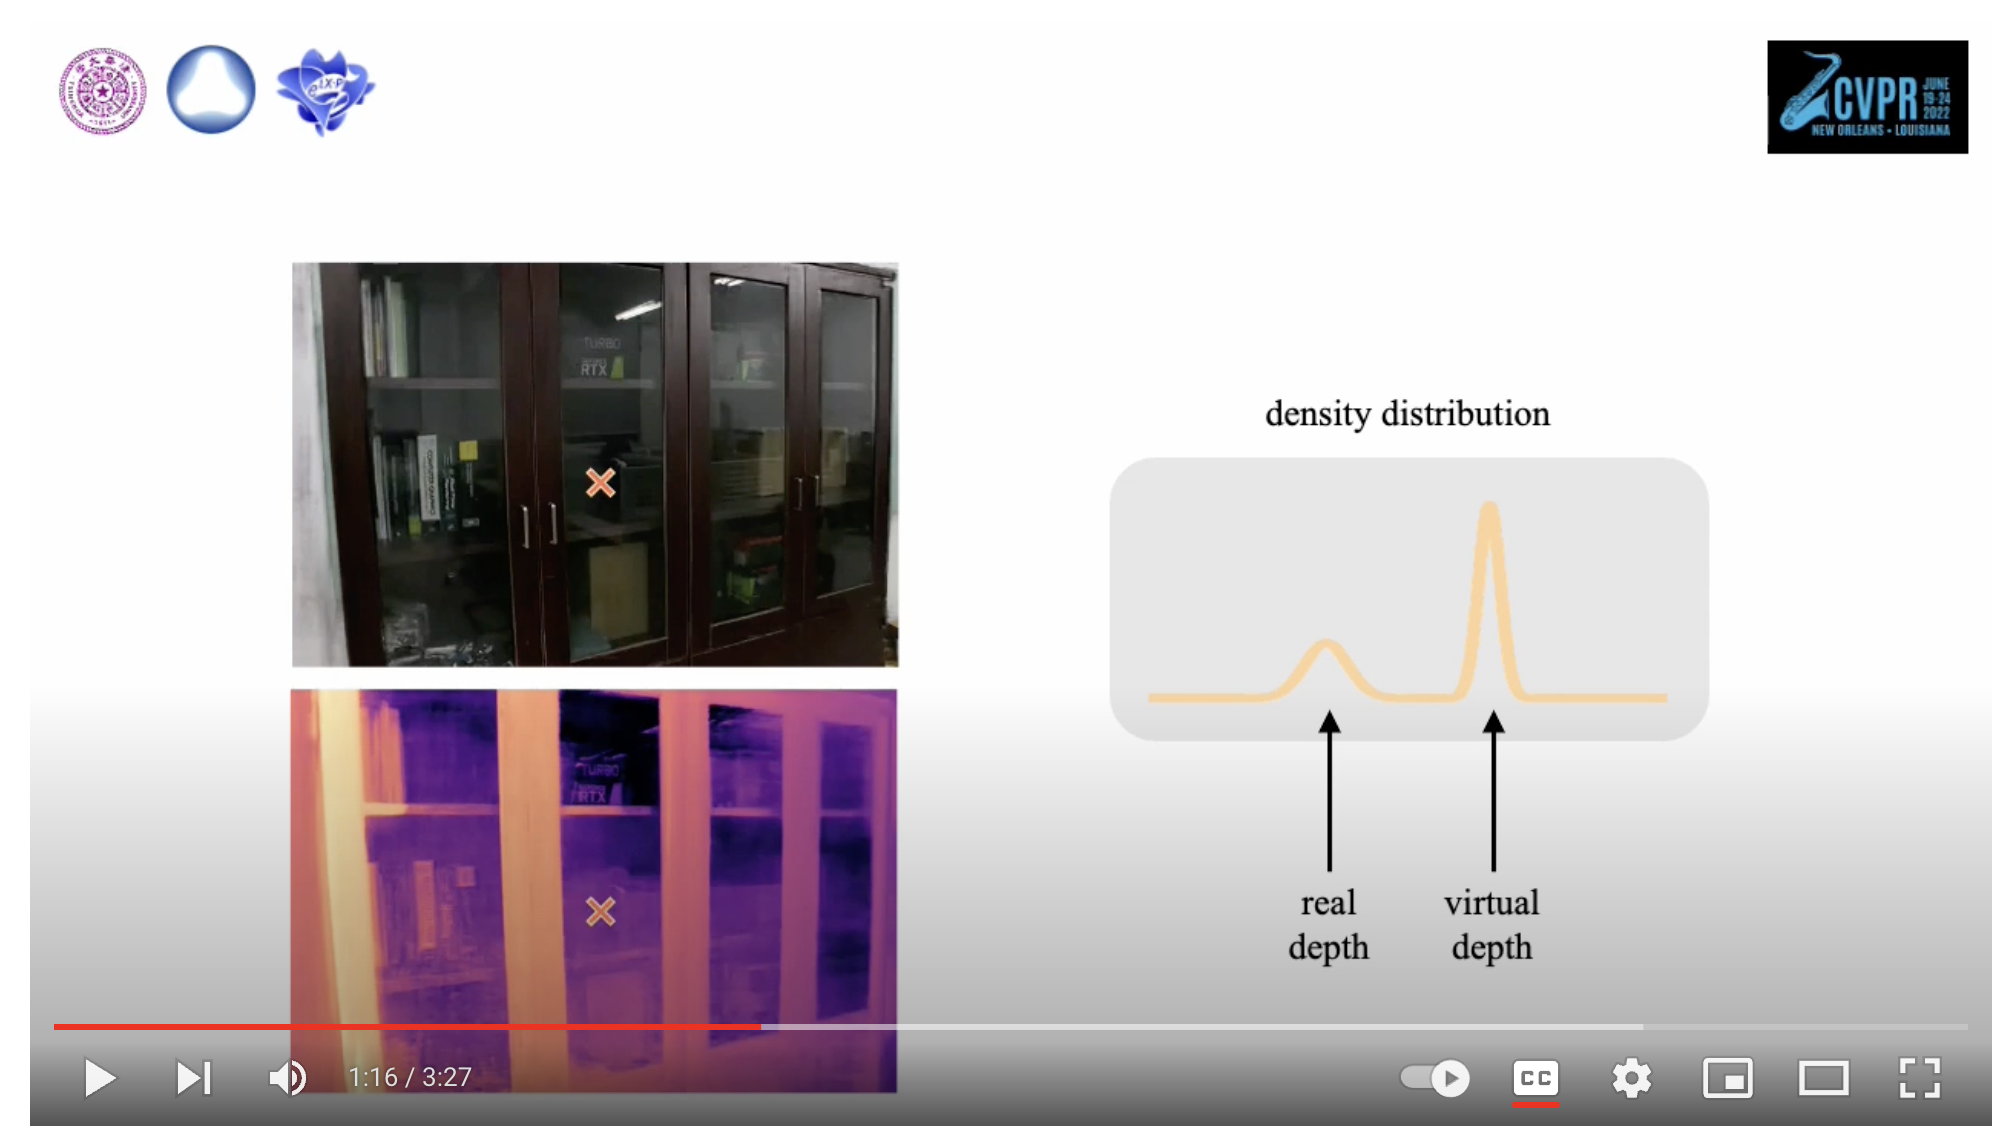 CVPR
JUNE
19-24
2022
NEW ORLEANS • LOUISIANA
TURBO
RTX
density distribution
TURBO
RTX
real
depth
virtual
depth
1:16 / 3:27
CC